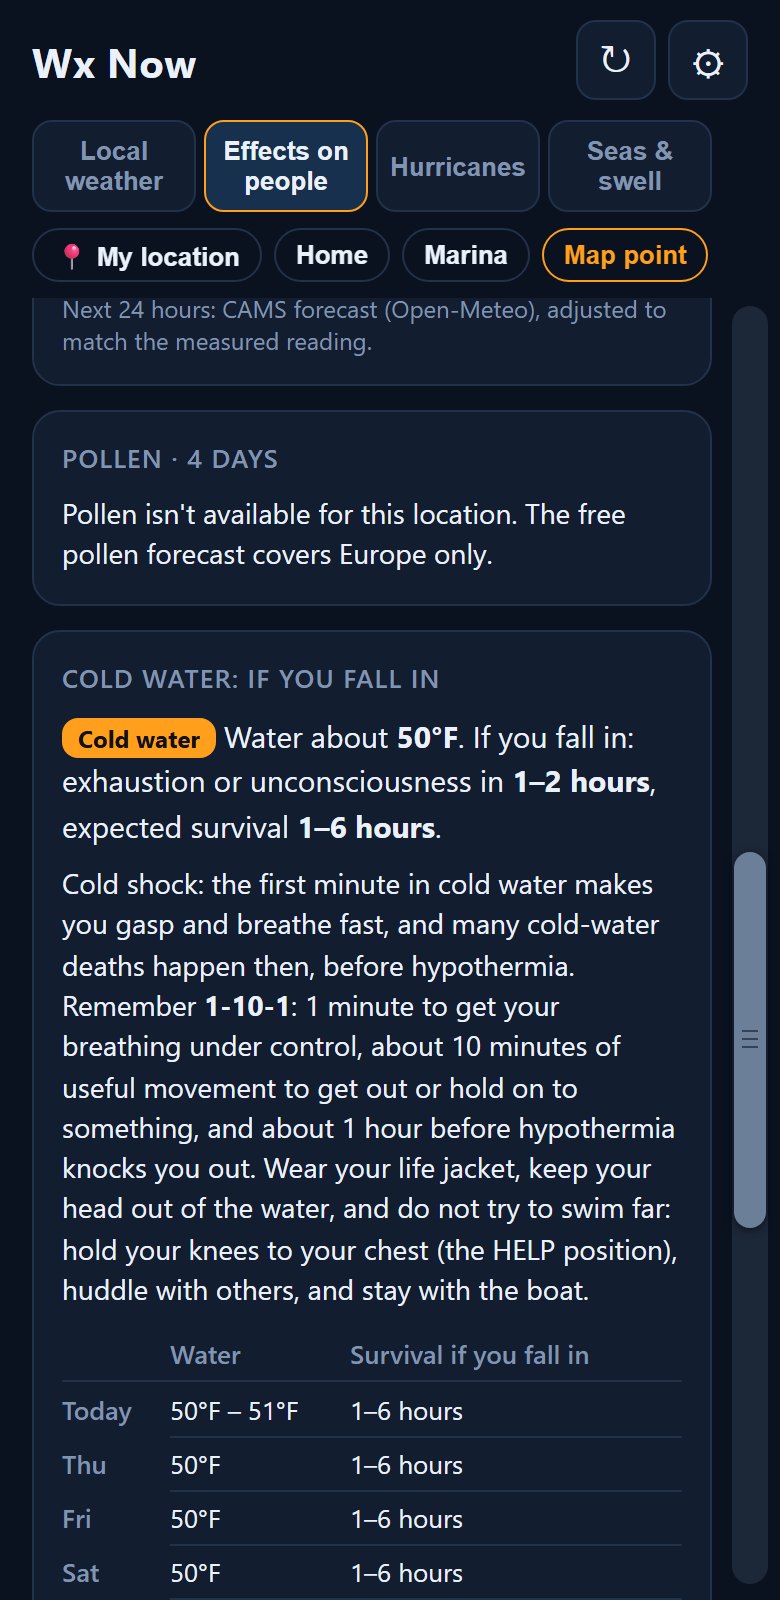 Wx Now
Local weather
Effects on people
Hurricanes
Seas & swell
My location
Home
Marina
Map point
Next 24 hours: CAMS forecast (Open-Meteo), adjusted to
match the measured reading.
POLLEN · 4 DAYS
Pollen isn't available for this location. The free
pollen forecast covers Europe only.
COLD WATER: IF YOU FALL IN
Cold water Water about 50°F. If you fall in:
exhaustion or unconsciousness in 1–2 hours,
expected survival 1–6 hours.
Cold shock: the first minute in cold water makes
you gasp and breathe fast, and many cold-water
deaths happen then, before hypothermia.
Remember 1-10-1: 1 minute to get your
breathing under control, about 10 minutes of
useful movement to get out or hold on to
something, and about 1 hour before hypothermia
knocks you out. Wear your life jacket, keep your
head out of the water, and do not try to swim far:
hold your knees to your chest (the HELP position),
huddle with others, and stay with the boat.
Water Survival if you fall in
Today 50°F – 51°F 1–6 hours
Thu 50°F 1–6 hours
Fri 50°F 1–6 hours
Sat 50°F 1–6 hours